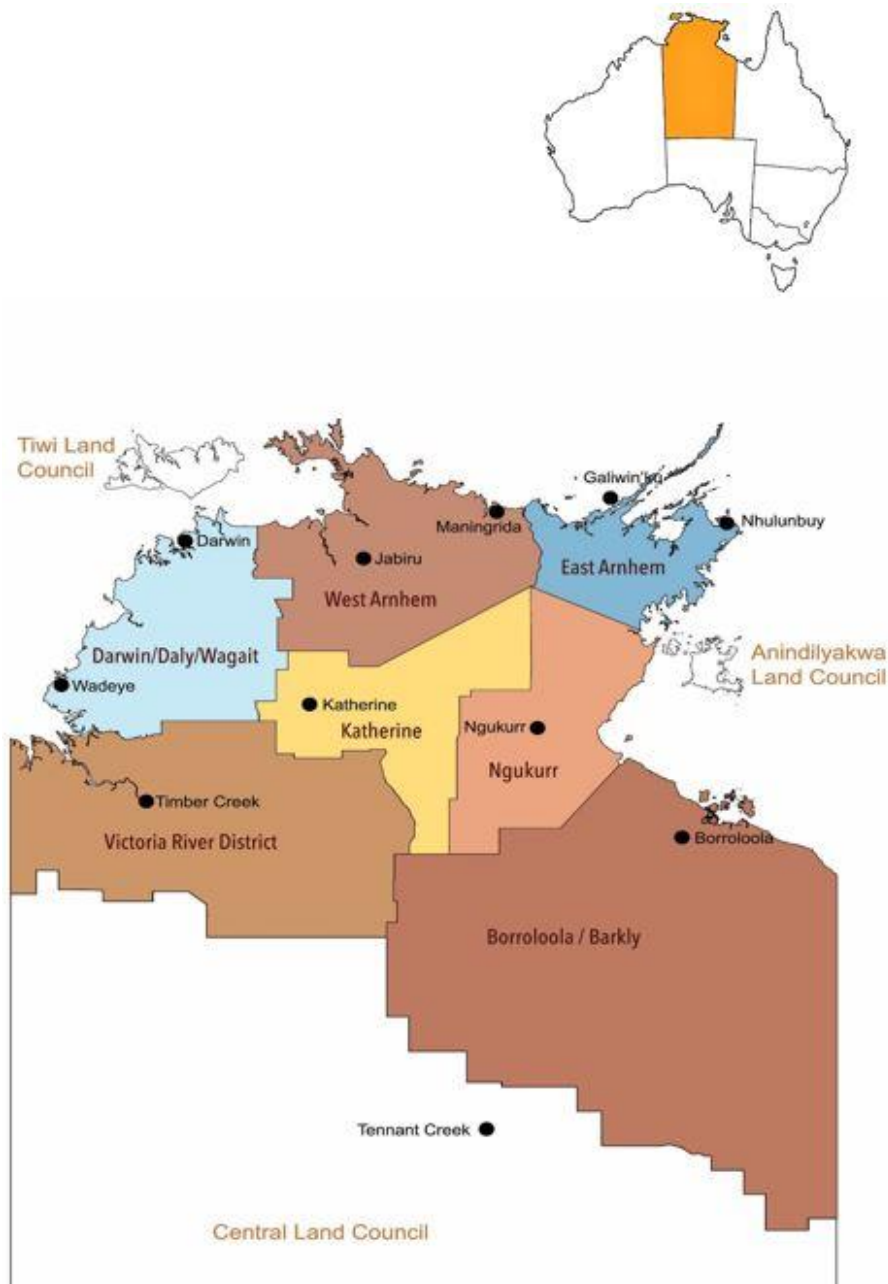 Tiwi Land
Council
Galiwin'ku
Maningrida
Nhulunbuy
Darwin
Jabiru
East Arnhem
West Arnhem
Darwin/Daly/Wagait
Anindilyakwa
Land Council
Wadeye
Katherine
Katherine
Ngukurr
Ngukurr
Timber Creek
Victoria River District
Borroloola
Borroloola / Barkly
Tennant Creek
Central Land Council